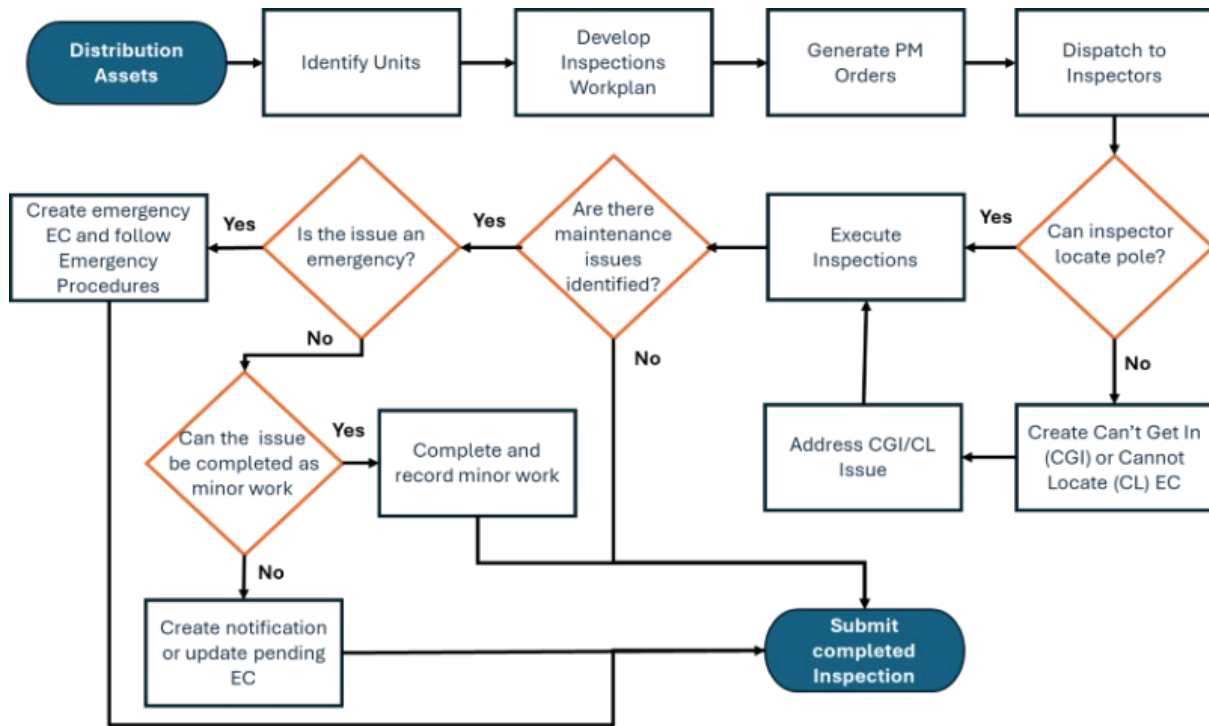 Distribution
Assets
Identify Units
Develop
Inspections
Workplan
Generate PM
Orders
Dispatch to
Inspectors
Create emergency
EC and follow
Emergency
Procedures
Yes
Is the issue an
emergency?
Yes
Are there
maintenance
issues
identified?
Execute
Inspections
Yes
Can inspector
locate pole?
No
No
No
Can the issue
be completed as
minor work
Yes
Complete and
record minor work
Address CGI/CL
Issue
Create Can't Get In
(CGI) or Cannot
Locate (CL) EC
No
Create notification
or update pending
EC
Submit
completed
Inspection